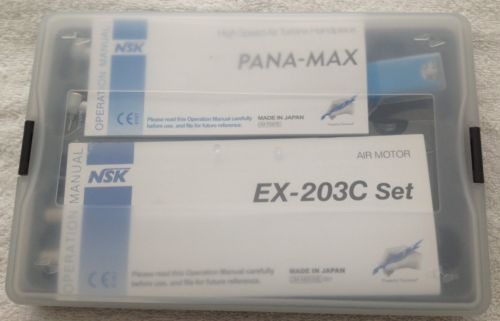 OPERATION MANUAL
NSK
High Speed Air Turbine Handpiece
PANA-MAX
CE
Please read this Operation Manual carefully
before use, and file for future reference.
MADE IN JAPAN
OPERATION MANUAL
NSK
AIR MOTOR
EX-203C Set
CE
Please read this Operation Manual carefully
before use, and file for future reference.
MADE IN JAPAN